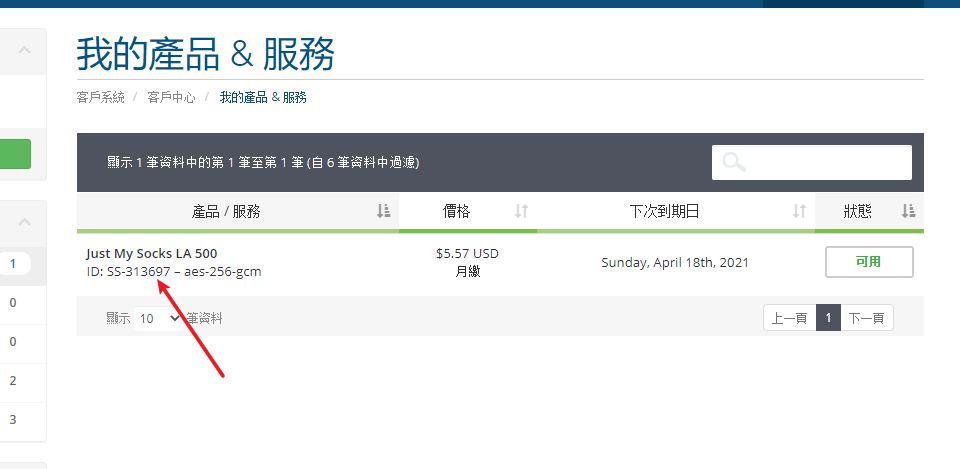 我的產品 & 服務
客戶系統 / 客戶中心 / 我的產品 & 服務
顯示 1 筆資料中的第 1 筆至第 1 筆 (自 6 筆資料中過濾)
產品 / 服務 價格 下次到期日 狀態
Just My Socks LA 500
ID: SS-313697 – aes-256-gcm
$5.57 USD
月繳
Sunday, April 18th, 2021
可用
顯示 10 筆資料
上一頁 1 下一頁
1
0
0
2
3